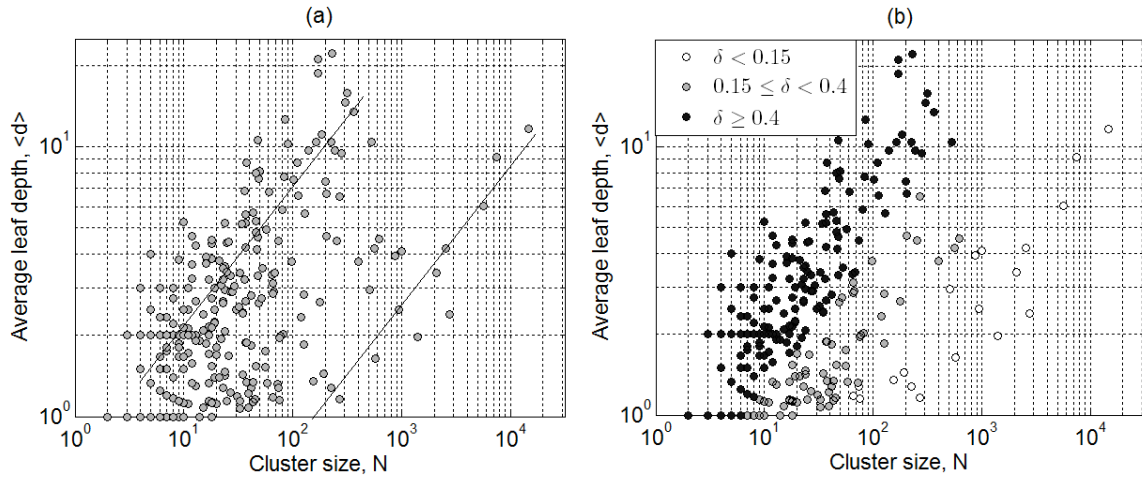 (a)
Average leaf depth, <d>
10^1
10^0
10^0 10^1 10^2 10^3 10^4
Cluster size, N
(b)
δ < 0.15
0.15 ≤ δ < 0.4
δ ≥ 0.4
Average leaf depth, <d>
10^1
10^0
10^0 10^1 10^2 10^3 10^4
Cluster size, N